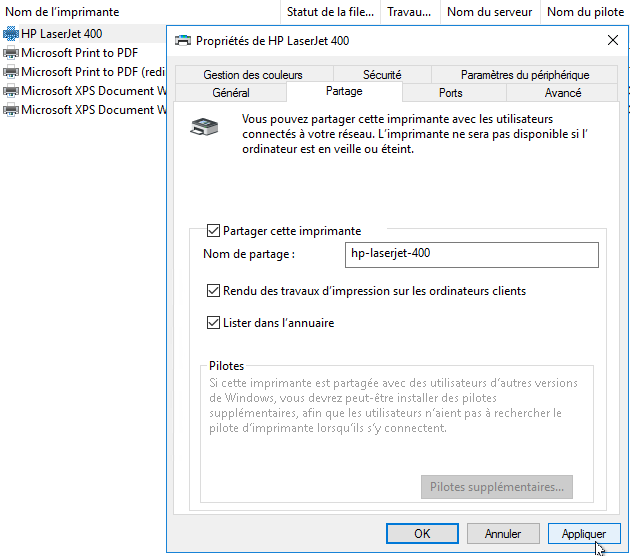 Nom de l'imprimante Statut de la file... Travau... Nom du serveur Nom du pilote
HP LaserJet 400
Microsoft Print to PDF
Microsoft Print to PDF (redi
Microsoft XPS Document W
Microsoft XPS Document W
Propriétés de HP LaserJet 400
Gestion des couleurs Sécurité Paramètres du périphérique
Général Partage Ports Avancé
Vous pouvez partager cette imprimante avec les utilisateurs
connectés à votre réseau. L'imprimante ne sera pas disponible si l'
ordinateur est en veille ou éteint.
Partager cette imprimante
Nom de partage : hp-laserjet-400
Rendu des travaux d'impression sur les ordinateurs clients
Lister dans l'annuaire
Pilotes
Si cette imprimante est partagée avec des utilisateurs d'autres versions
de Windows, vous devrez peut-être installer des pilotes
supplémentaires, afin que les utilisateurs n'aient pas à rechercher le
pilote d'imprimante lorsqu'ils s'y connectent.
Pilotes supplémentaires...
OK Annuler Appliquer